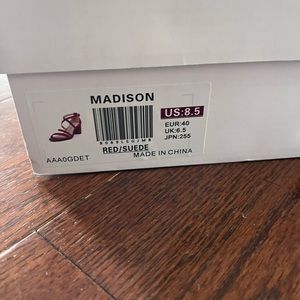 MADISON
US:8.5
EUR:40
UK:6.5
JPN:255
RED/SUEDE
AAA0GDET
MADE IN CHINA